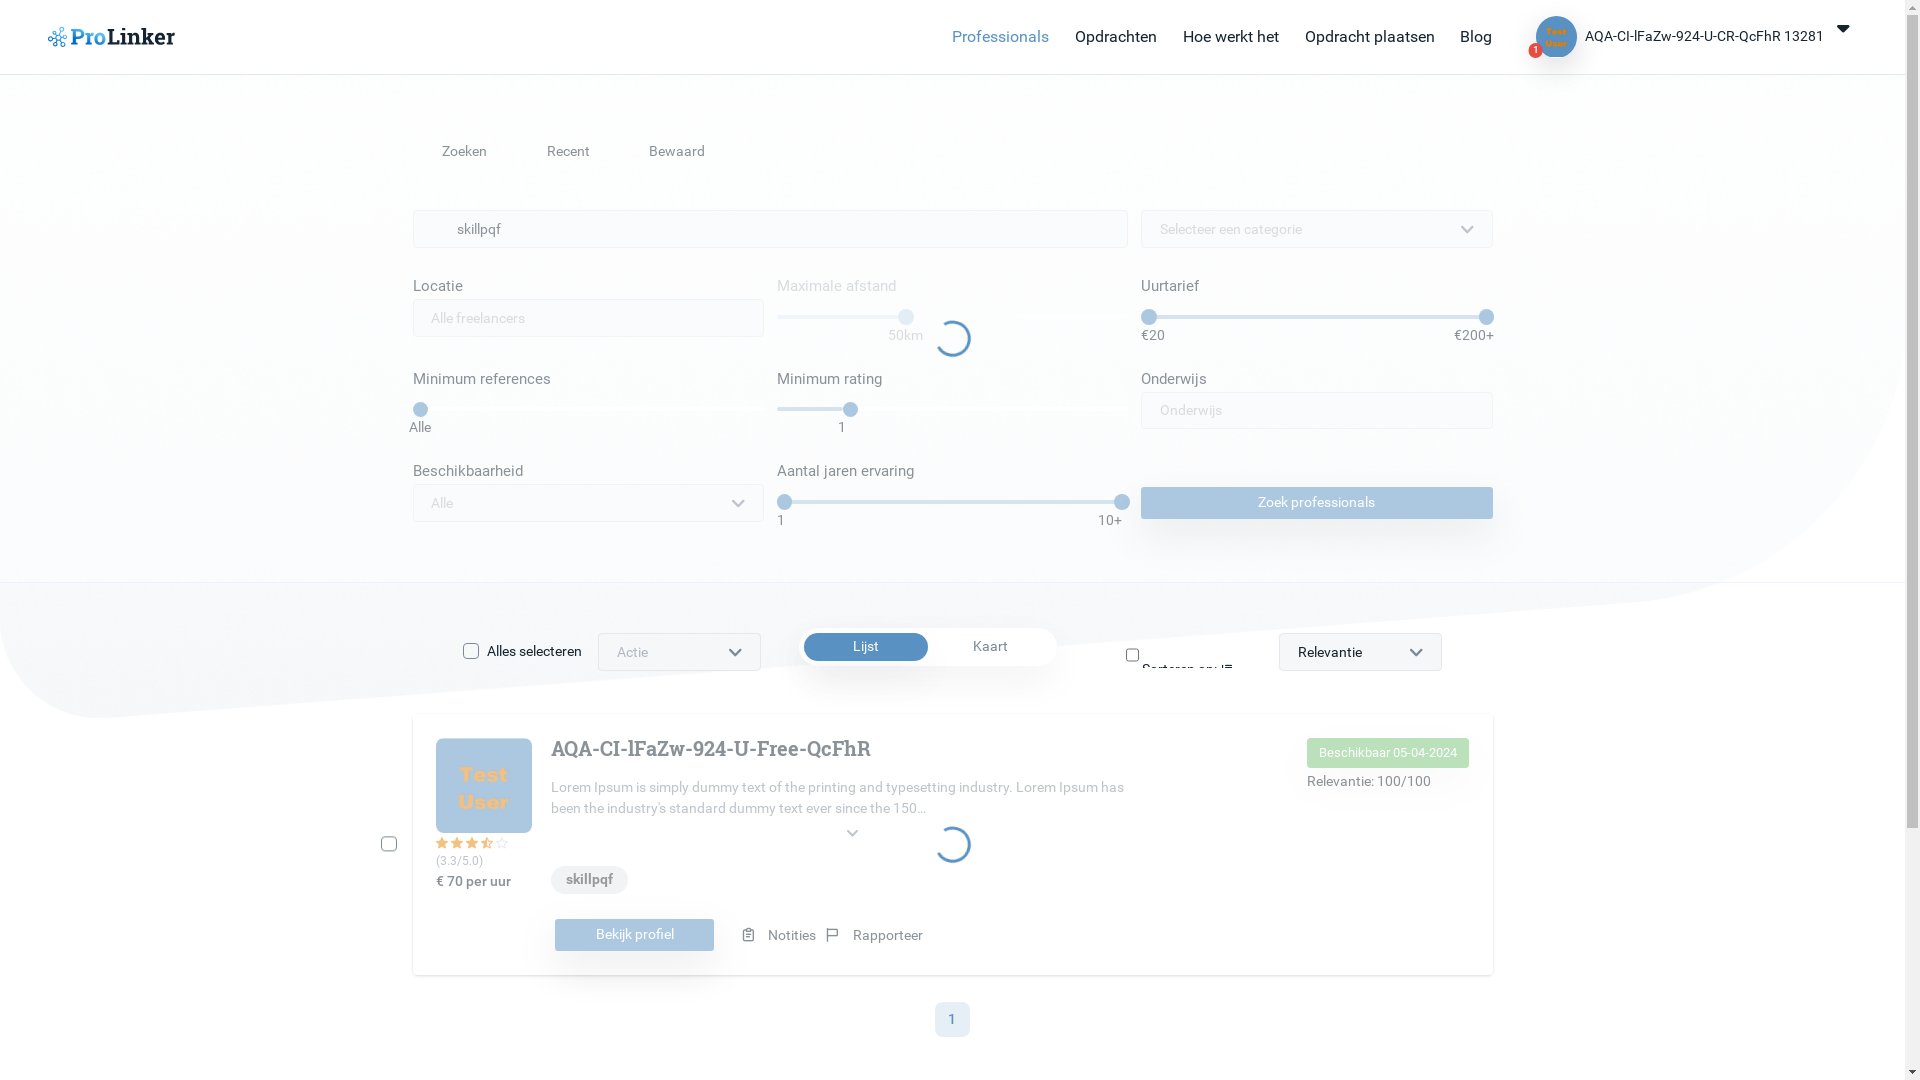 ProLinker
Professionals Opdrachten Hoe werkt het Opdracht plaatsen Blog
Test User
1
AQA-CI-lFaZw-924-U-CR-QcFhR 13281
Zoeken Recent Bewaard
skillpqf
Selecteer een categorie
Locatie Maximale afstand Uurtarief
Alle freelancers
50km €20 €200+
Minimum references Minimum rating Onderwijs
Onderwijs
Alle 1
Beschikbaarheid Aantal jaren ervaring
Alle
Zoek professionals
1 10+
Alles selecteren Actie Lijst Kaart Relevantie
AQA-CI-lFaZw-924-U-Free-QcFhR
Beschikbaar 05-04-2024
Relevantie: 100/100
Test
User
Lorem Ipsum is simply dummy text of the printing and typesetting industry. Lorem Ipsum has
been the industry's standard dummy text ever since the 150...
(3.3/5.0)
€ 70 per uur
skillpqf
Bekijk profiel Notities Rapporteer
1